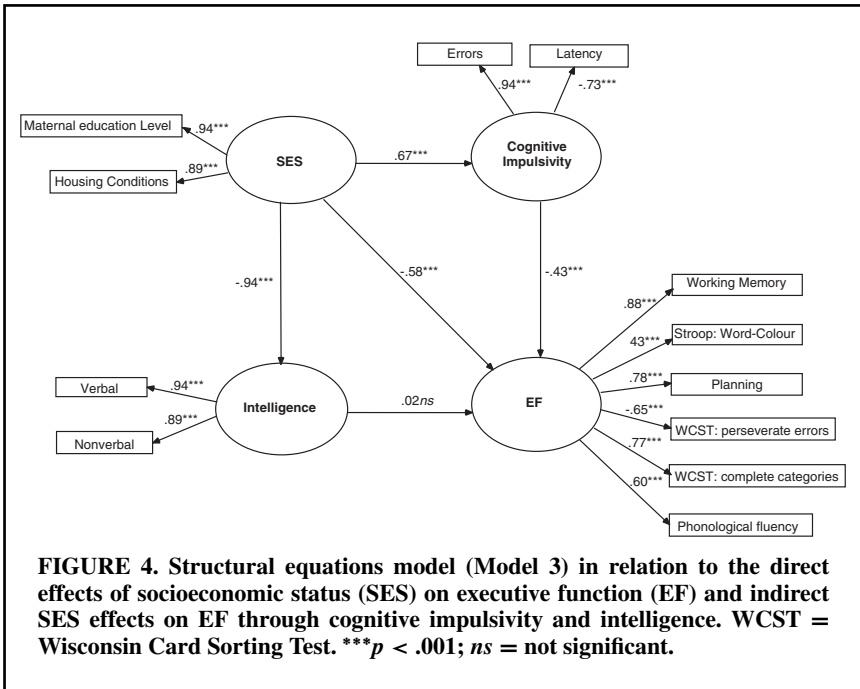 Errors
Latency
.94***
-.73***
Maternal education Level
.94***
SES
Cognitive
Impulsivity
.67***
Housing Conditions
.89***
-.94***
-.58***
-.43***
Working Memory
.88***
Stroop: Word-Colour
43***
Verbal
.94***
Planning
.78***
Intelligence
.02ns
EF
-.65***
WCST: perseverate errors
Nonverbal
.89***
.77***
WCST: complete categories
.60***
Phonological fluency
FIGURE 4. Structural equations model (Model 3) in relation to the direct
effects of socioeconomic status (SES) on executive function (EF) and indirect
SES effects on EF through cognitive impulsivity and intelligence. WCST =
Wisconsin Card Sorting Test. ***p < .001; ns = not significant.